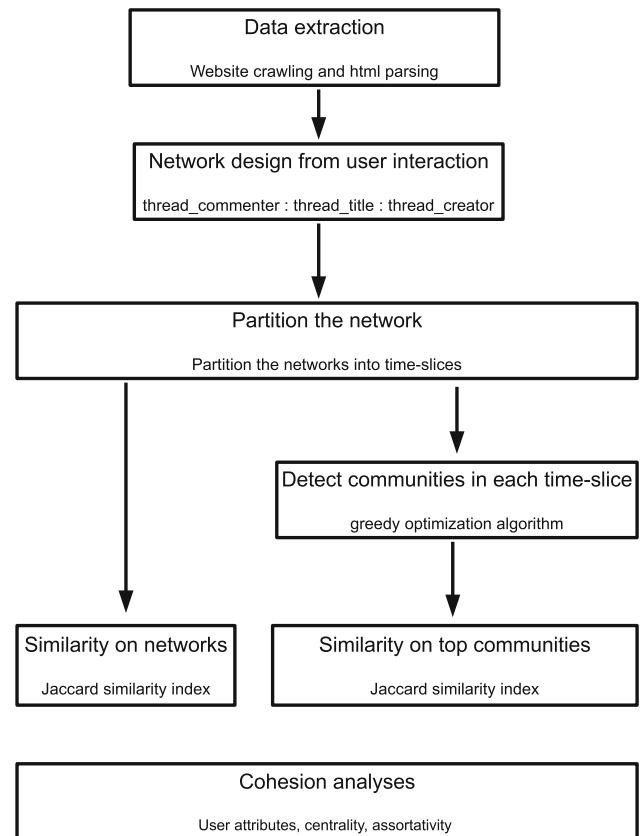 Data extraction
Website crawling and html parsing
Network design from user interaction
thread_commenter : thread_title : thread_creator
Partition the network
Partition the networks into time-slices
Detect communities in each time-slice
greedy optimization algorithm
Similarity on networks
Jaccard similarity index
Similarity on top communities
Jaccard similarity index
Cohesion analyses
User attributes, centrality, assortativity